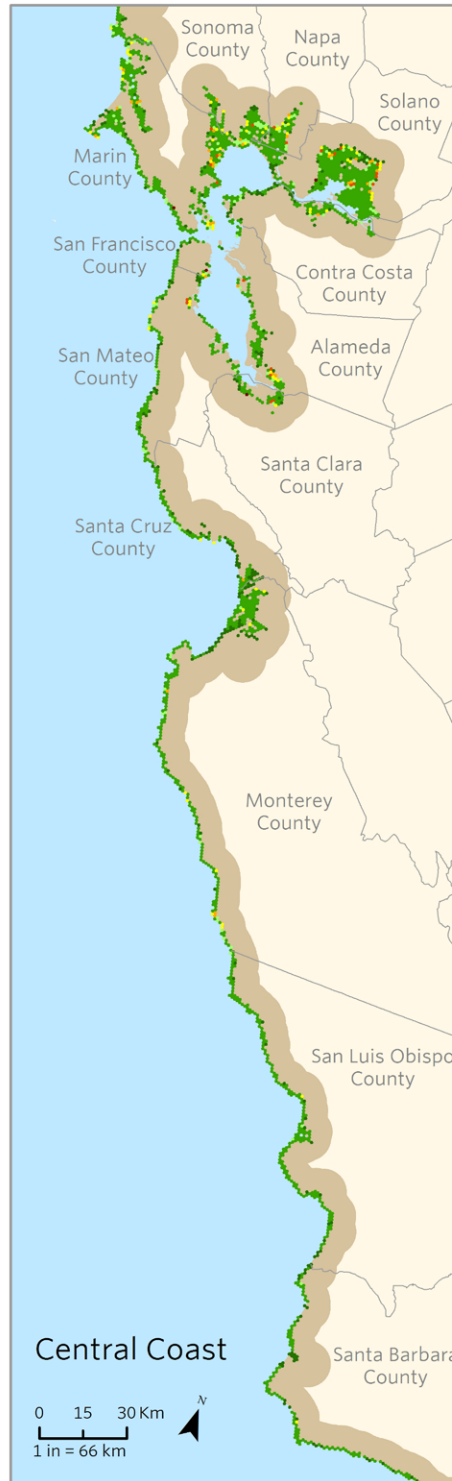 Sonoma
County
Napa
County
Solano
County
Marin
County
San Francisco
County
Contra Costa
County
San Mateo
County
Alameda
County
Santa Clara
County
Santa Cruz
County
Monterey
County
San Luis Obispo
County
Central Coast
Santa Barbara
County
N
0 15 30 Km
1 in = 66 km